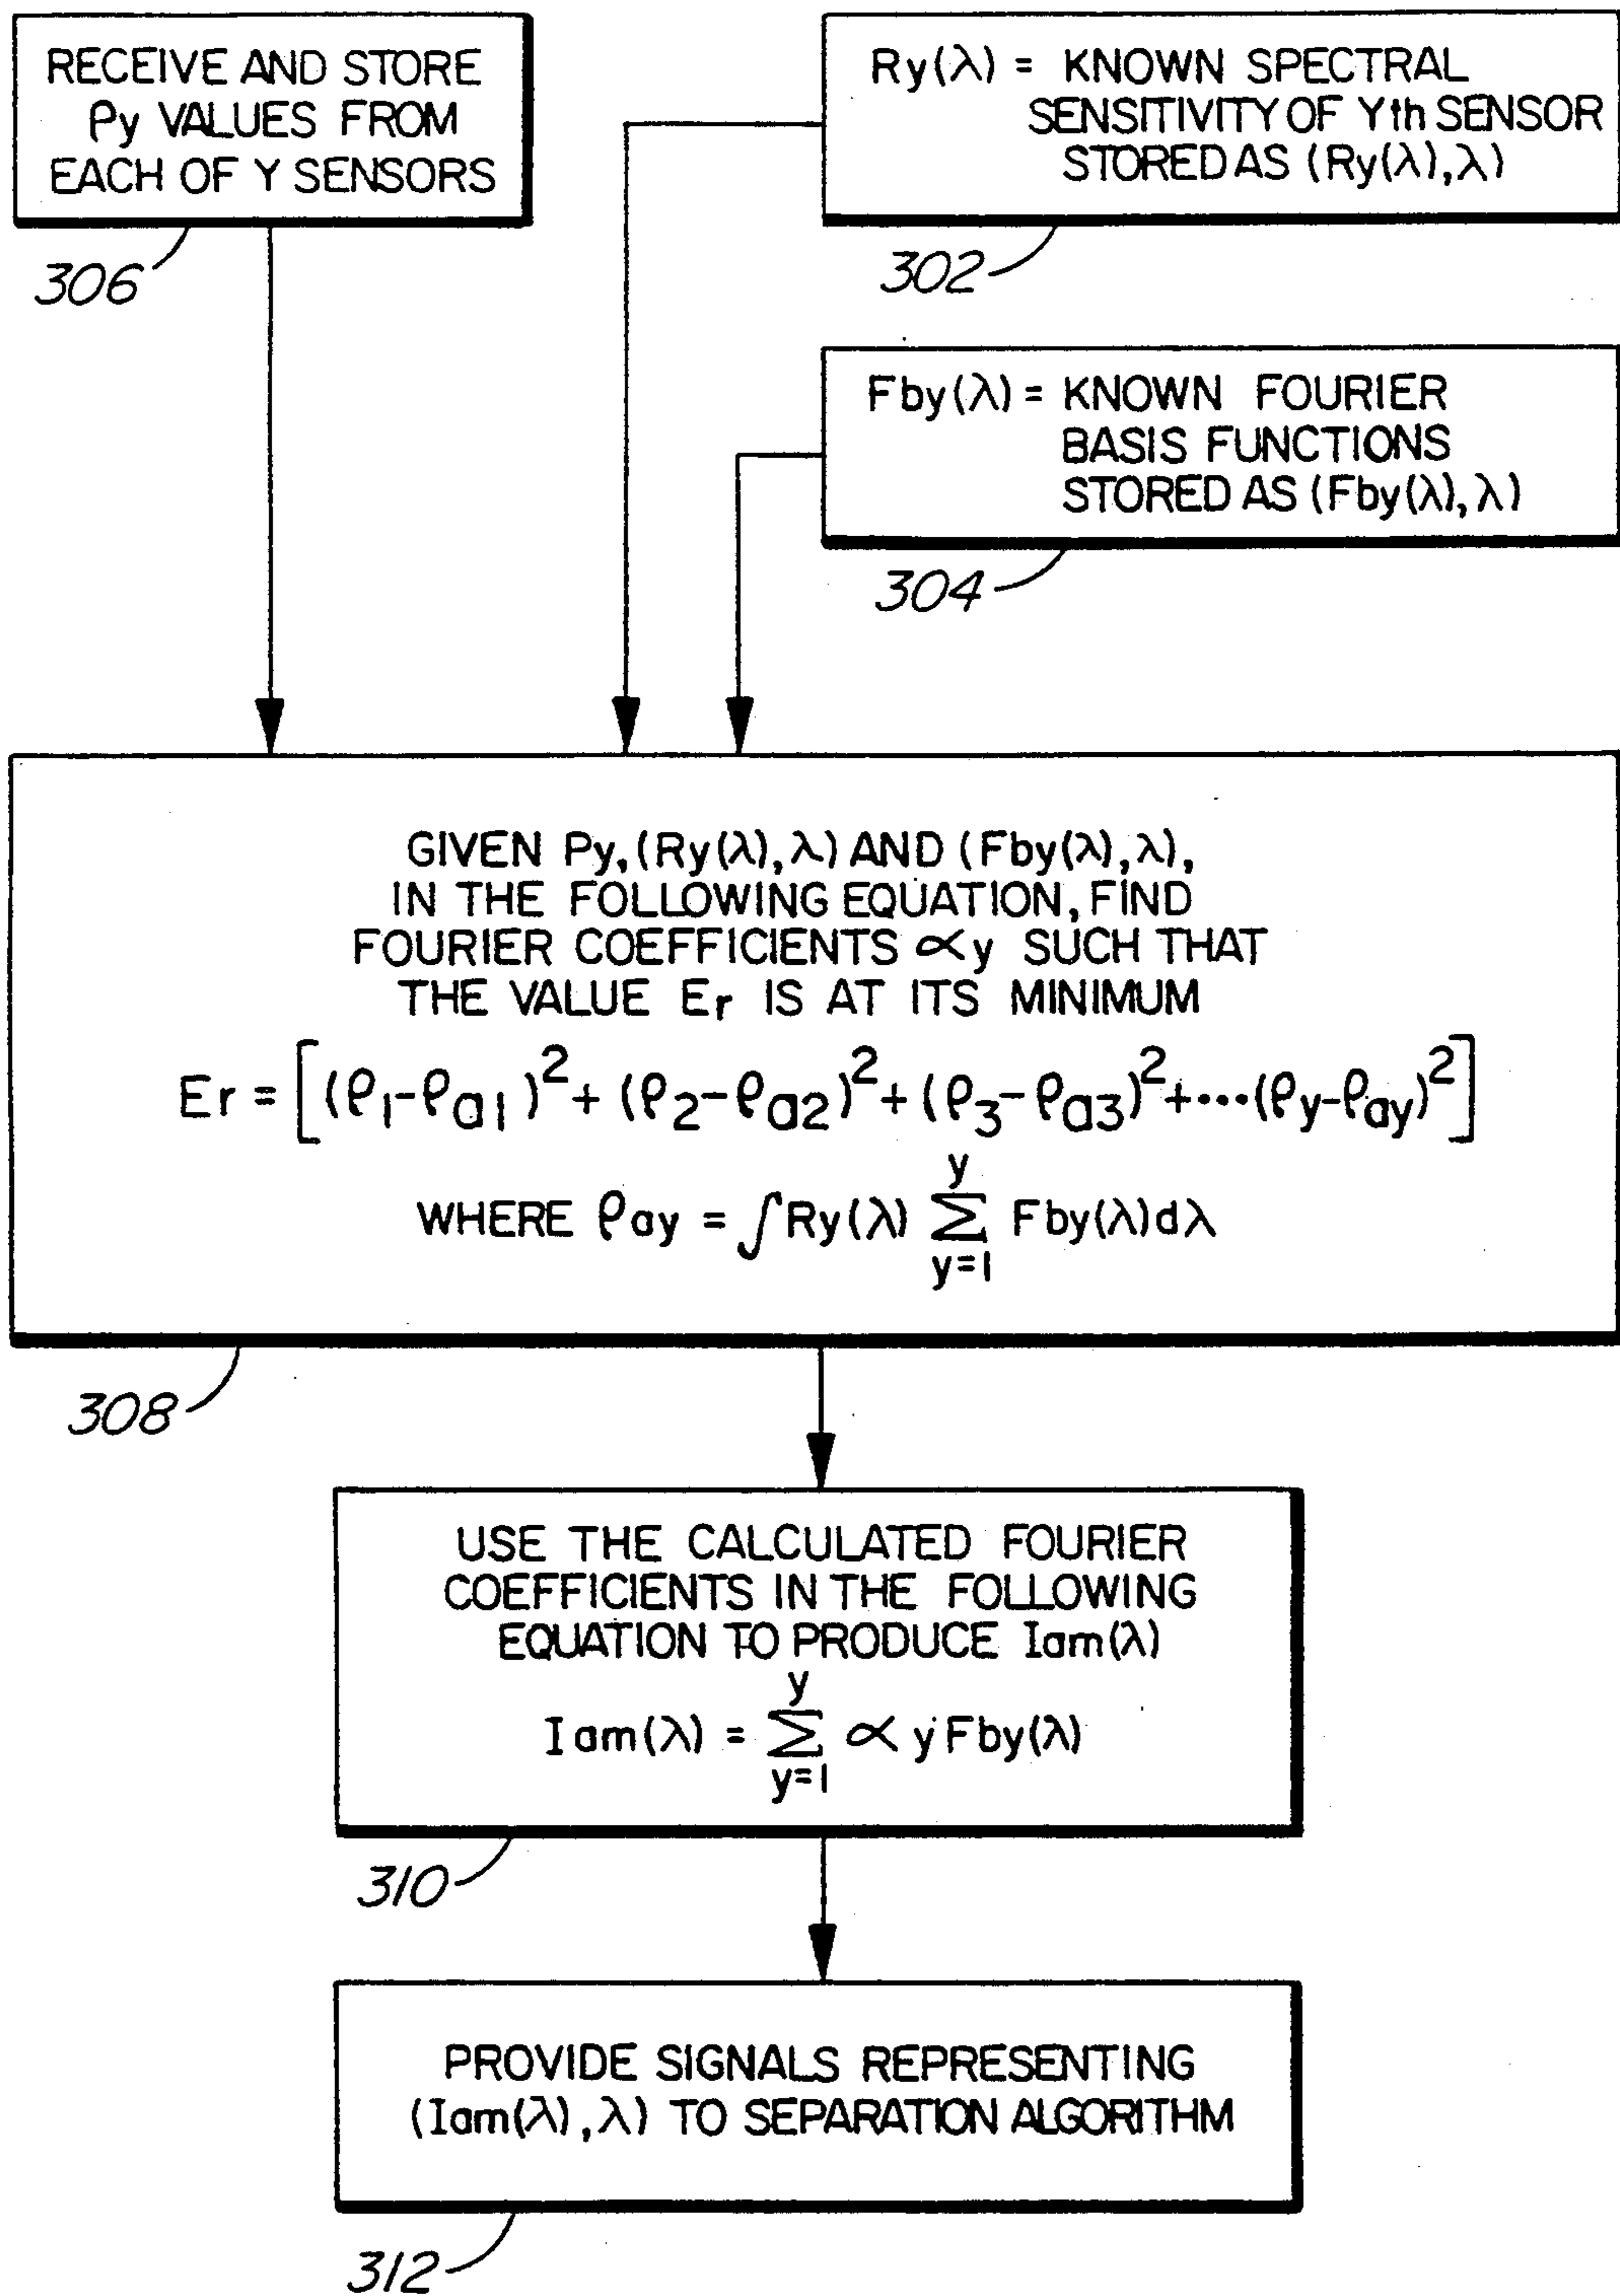 RECEIVE AND STORE
ρy VALUES FROM
EACH OF Y SENSORS
306
Ry(λ) = KNOWN SPECTRAL
SENSITIVITY OF Yth SENSOR
STORED AS (Ry(λ),λ)
302
Fby(λ) = KNOWN FOURIER
BASIS FUNCTIONS
STORED AS (Fby(λ),λ)
304
GIVEN Py, (Ry(λ),λ) AND (Fby(λ),λ),
IN THE FOLLOWING EQUATION, FIND
FOURIER COEFFICIENTS ∝y SUCH THAT
THE VALUE Er IS AT ITS MINIMUM
Er = [(ρ1-ρa1)²+ (ρ2-ρa2)²+ (ρ3-ρa3)²+···(ρy-ρay)²]
WHERE ρay = ∫Ry(λ) y∑y=1 Fby(λ)dλ
308
USE THE CALCULATED FOURIER
COEFFICIENTS IN THE FOLLOWING
EQUATION TO PRODUCE Iam(λ)
Iam(λ) = y∑y=1 ∝ y Fby(λ)
310
PROVIDE SIGNALS REPRESENTING
(Iam(λ),λ) TO SEPARATION ALGORITHM
312